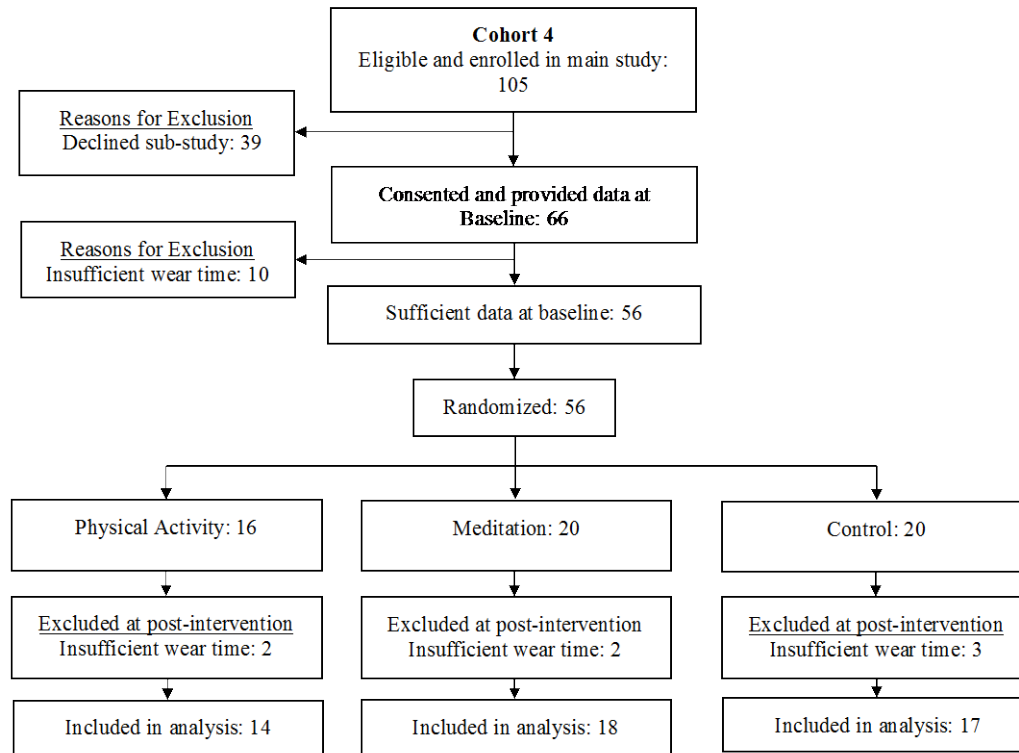 Cohort 4
Eligible and enrolled in main study:
105
Reasons for Exclusion
Declined sub-study: 39
Consented and provided data at
Baseline: 66
Reasons for Exclusion
Insufficient wear time: 10
Sufficient data at baseline: 56
Randomized: 56
Physical Activity: 16
Meditation: 20
Control: 20
Excluded at post-intervention
Insufficient wear time: 2
Excluded at post-intervention
Insufficient wear time: 2
Excluded at post-intervention
Insufficient wear time: 3
Included in analysis: 14
Included in analysis: 18
Included in analysis: 17